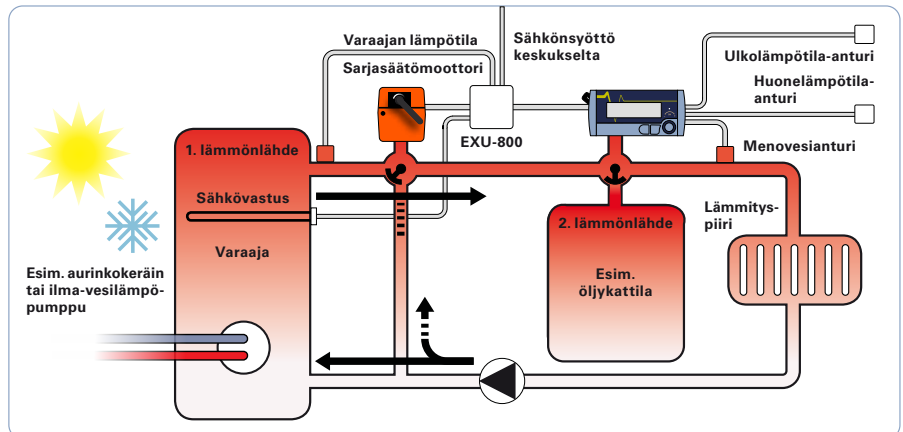 Varaajan lämpötila
Sarjasäätömoottori
Sähkönsyöttö
keskukselta
Ulkolämpötila-anturi
Huonelämpötila-
anturi
EXU-800
Menovesianturi
1. lämmönlähde
Sähkövastus
Varaaja
Esim. aurinkokeräin
tai ilma-vesilämpö-
pumppu
2. lämmönlähde
Esim.
öljykattila
Lämmitys-
piiri